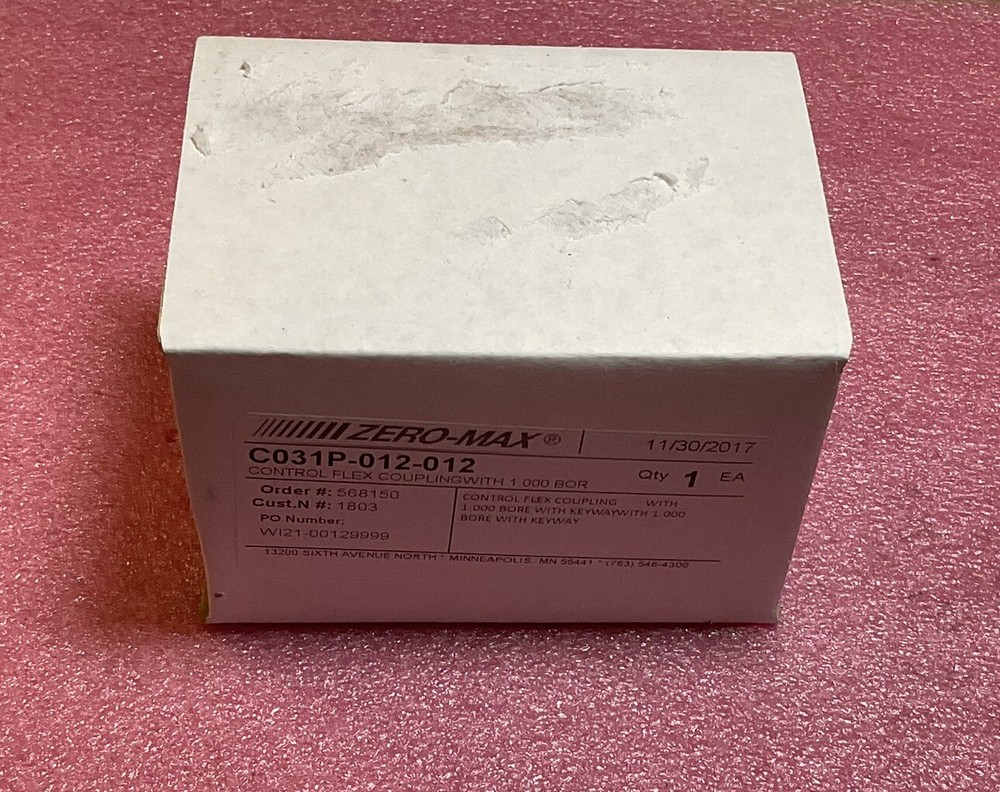 ZERO-MAX® 11/30/2017
C031P-012-012
CONTROL FLEX COUPLINGWITH 1.000 BOR
Qty 1 EA
Order #: 568150
Cust.N #: 1803
PO Number:
WI21-00129999
CONTROL FLEX COUPLING WITH
1.000 BORE WITH KEYWAYWITH 1.000
BORE WITH KEYWAY
13200 SIXTH AVENUE NORTH * MINNEAPOLIS, MN 55441 * (763) 546-4300